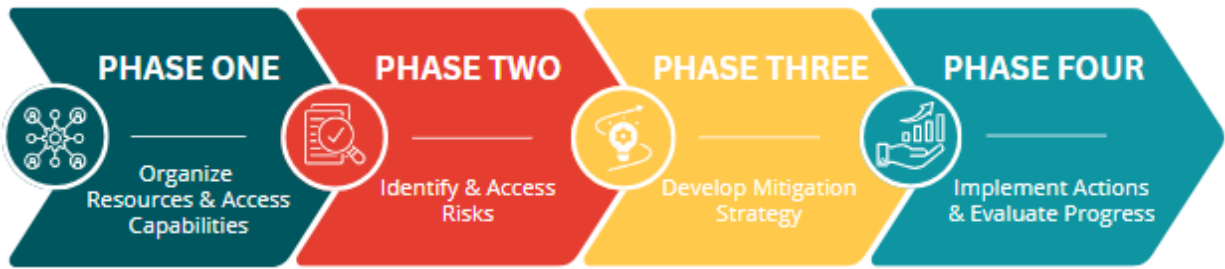 PHASE ONE
Organize
Resources & Access
Capabilities
PHASE TWO
Identify & Access
Risks
PHASE THREE
Develop Mitigation
Strategy
PHASE FOUR
Implement Actions
& Evaluate Progress